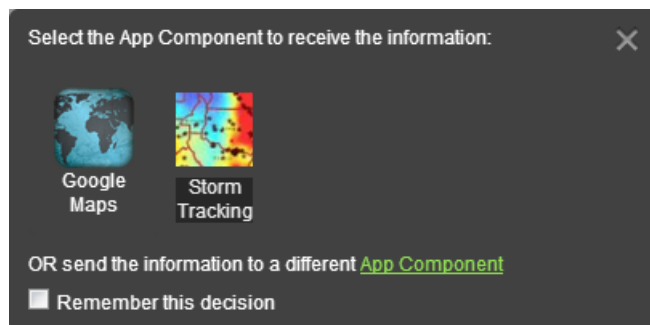 Select the App Component to receive the information:
Google
Maps
Storm
Tracking
OR send the information to a different App Component
Remember this decision